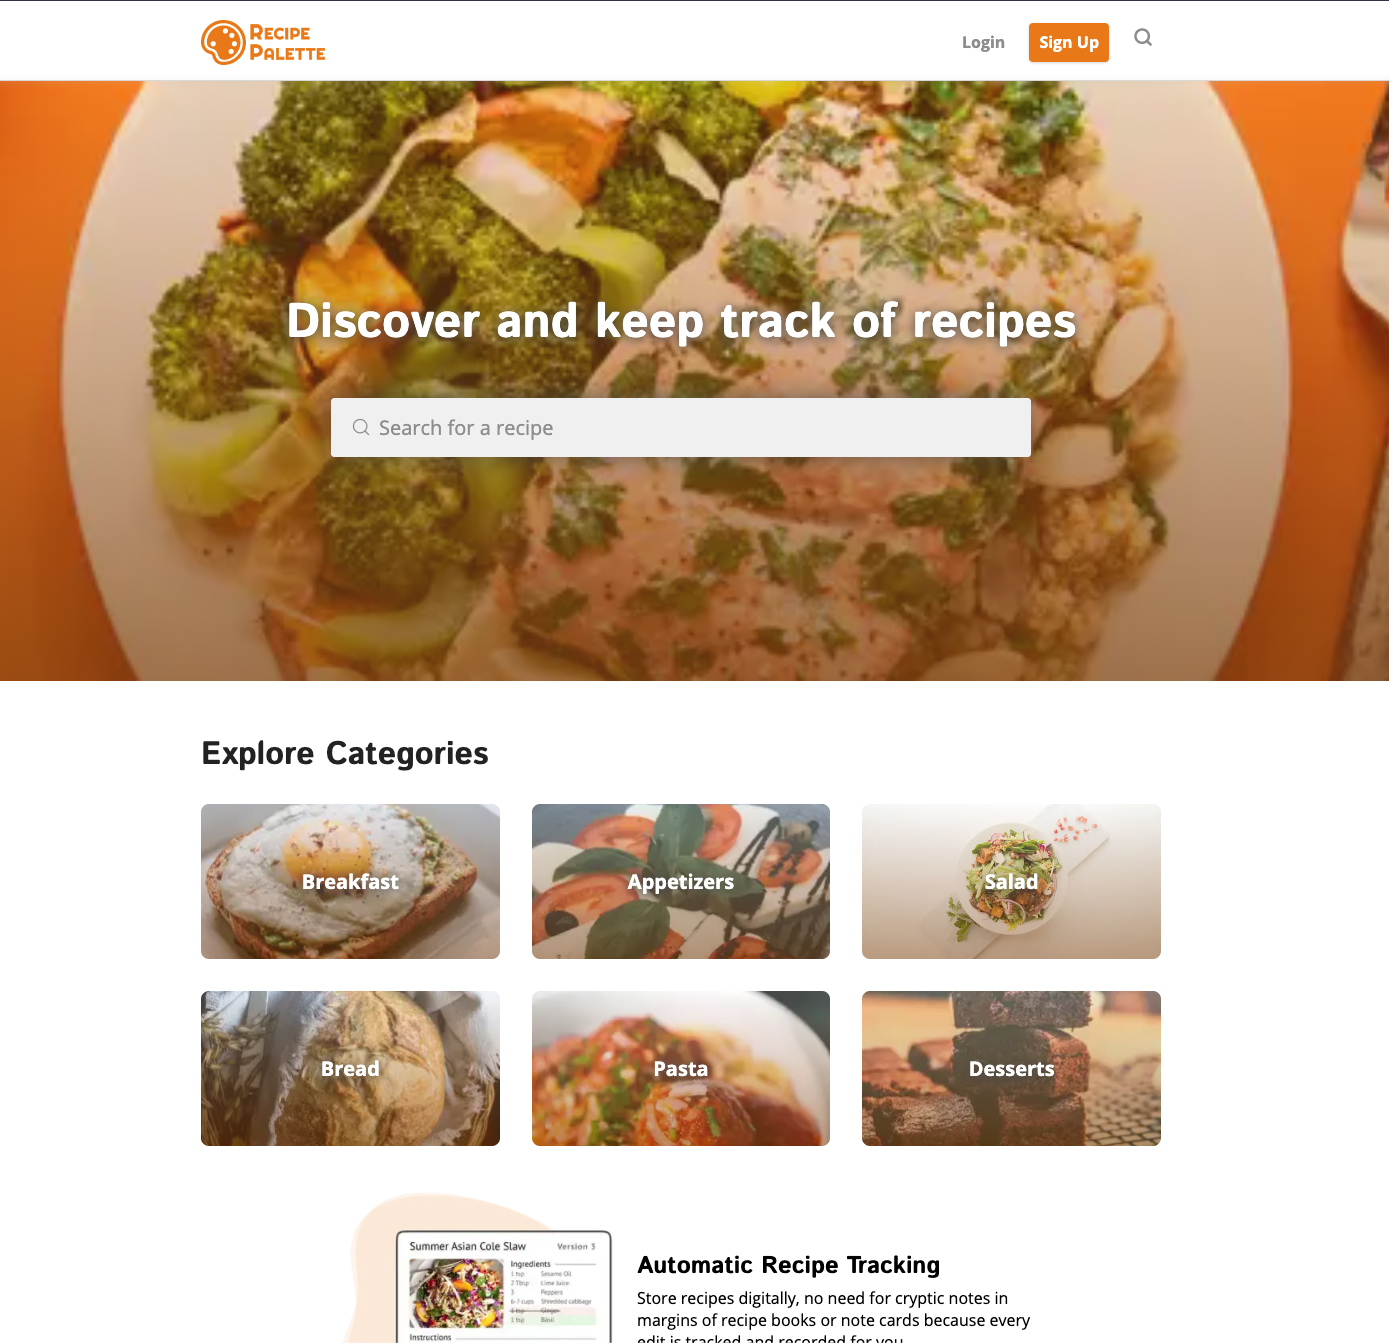 RECIPE
PALETTE
Login
Sign Up
Discover and keep track of recipes
Search for a recipe
Explore Categories
Breakfast
Appetizers
Salad
Bread
Pasta
Desserts
Summer Asian Cole Slaw
Version 3
Ingredients
1 tsp Sesame Oil
2 Tbsp Lime Juice
3 Peppers
6-7 cups Shredded cabbage
1 tsp Ginger
1 tsp Basil
Instructions
Automatic Recipe Tracking
Store recipes digitally, no need for cryptic notes in
margins of recipe books or note cards because every
edit is tracked and recorded for you